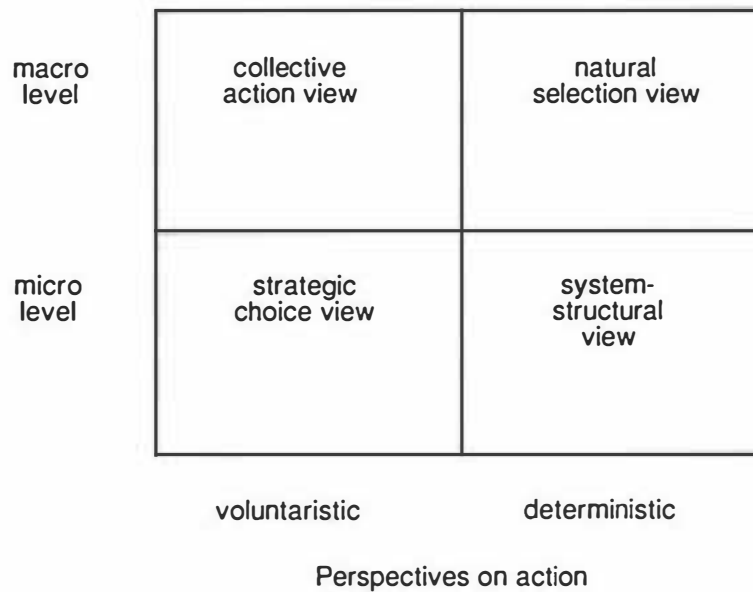 macro
level
collective
action view
natural
selection view
micro
level
strategic
choice view
system-
structural
view
voluntaristic
deterministic
Perspectives on action